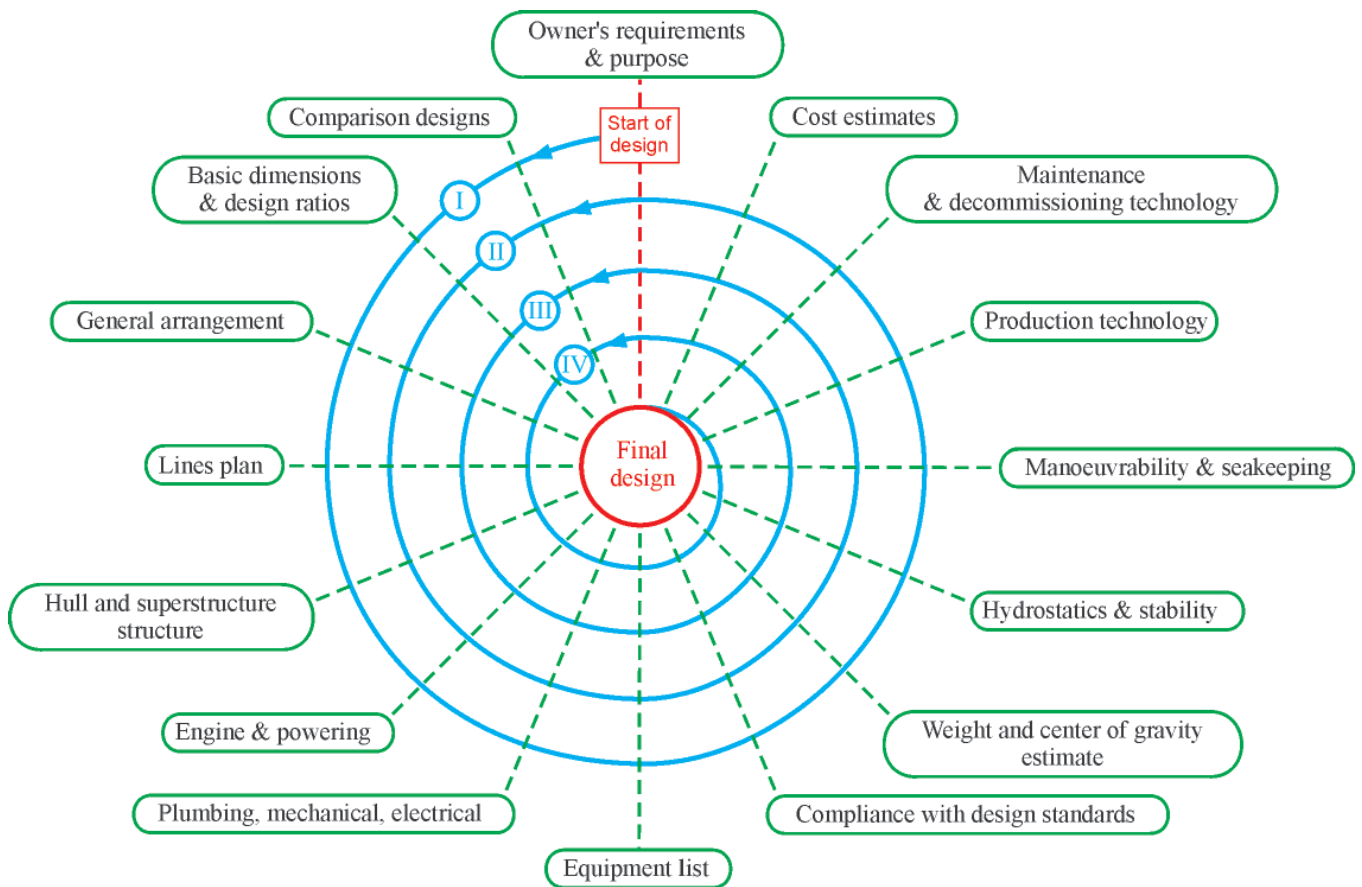 Owner's requirements
& purpose
Comparison designs
Cost estimates
Start of
design
Basic dimensions
& design ratios
Maintenance
& decommissioning technology
I
II
III
IV
General arrangement
Production technology
Final
design
Lines plan
Manoeuvrability & seakeeping
Hull and superstructure
structure
Hydrostatics & stability
Engine & powering
Weight and center of gravity
estimate
Plumbing, mechanical, electrical
Compliance with design standards
Equipment list